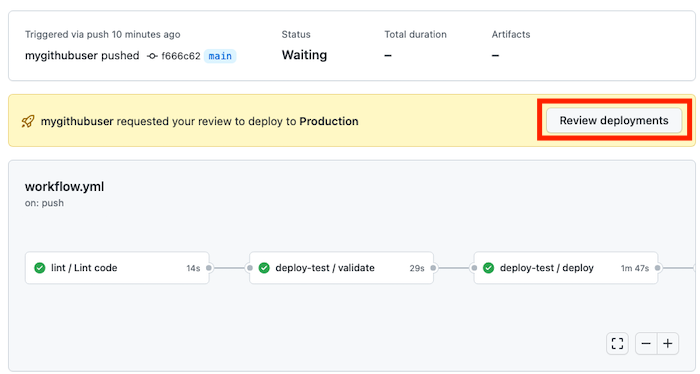 Triggered via push 10 minutes ago
mygithubuser pushed f666c62 main
Status
Waiting
Total duration
–
Artifacts
–
mygithubuser requested your review to deploy to Production
Review deployments
workflow.yml
on: push
lint / Lint code 14s
deploy-test / validate 29s
deploy-test / deploy 1m 47s